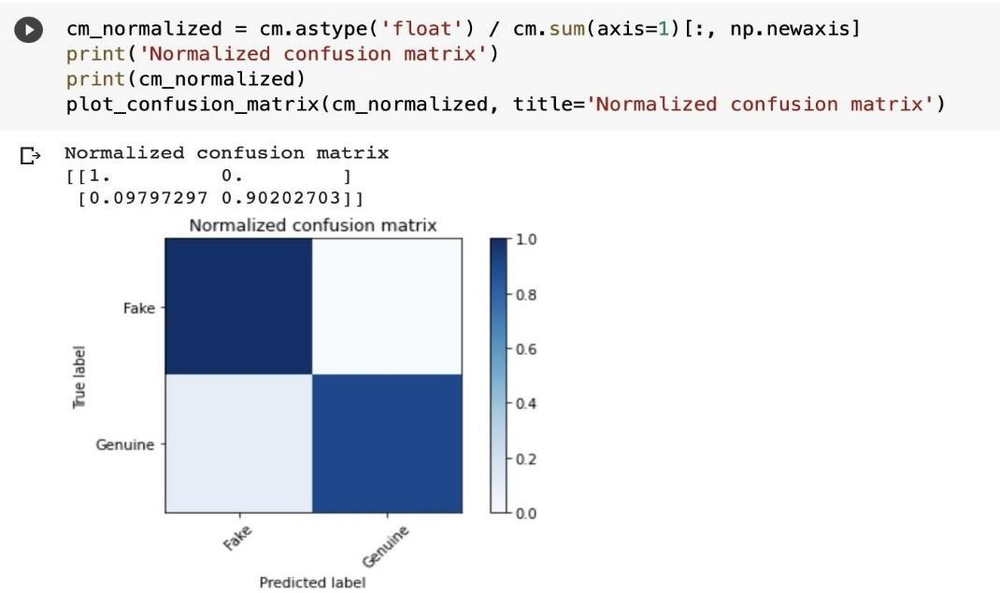 cm_normalized = cm.astype('float') / cm.sum(axis=1)[:, np.newaxis]
print('Normalized confusion matrix')
print(cm_normalized)
plot_confusion_matrix(cm_normalized, title='Normalized confusion matrix')
Normalized confusion matrix
[[1.         0.        ]
 [0.09797297 0.90202703]]
Normalized confusion matrix
1.0
0.8
Fake
0.6
True label
0.4
Genuine
0.2
0.0
Fake
Genuine
Predicted label